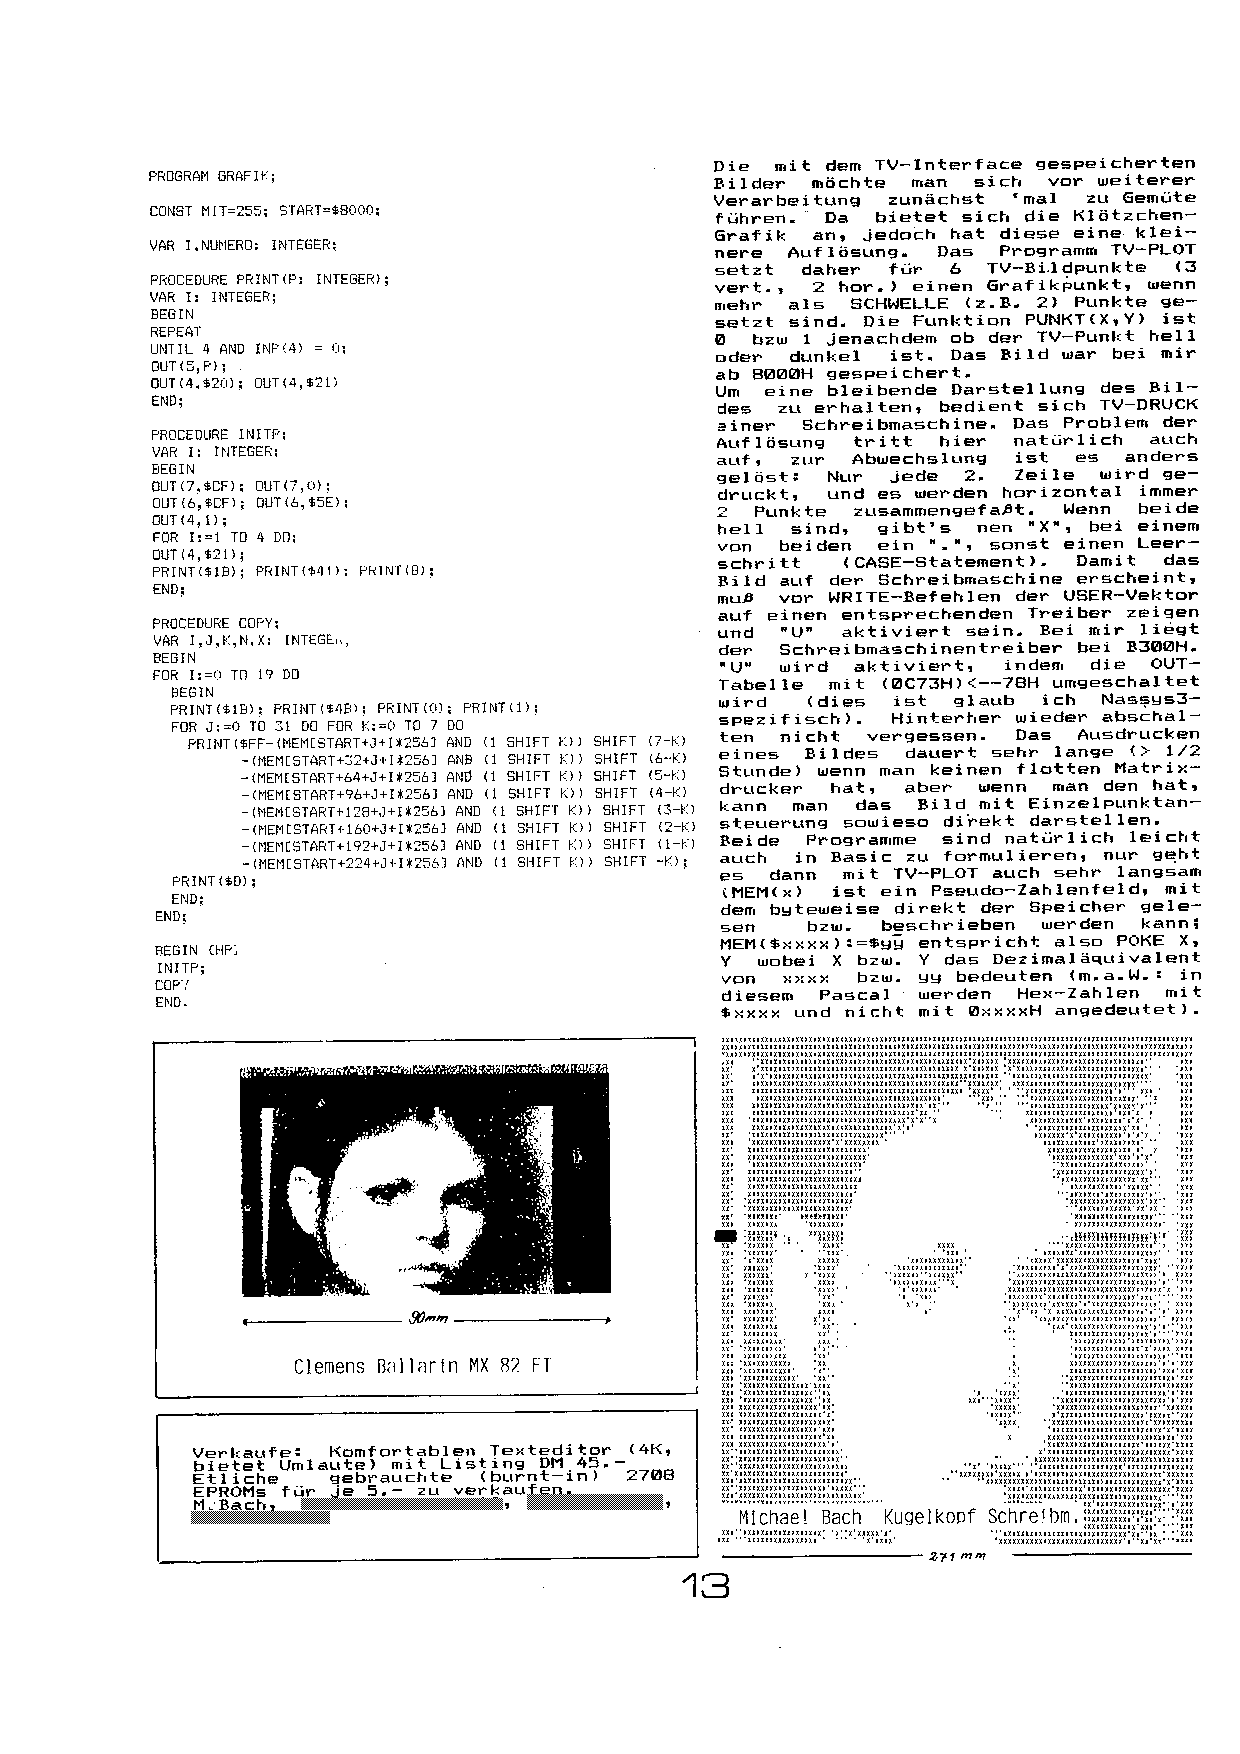 PROGRAM GRAFIK;
CONST MIT=255; START=$8000;
VAR I,NUMERO: INTEGER;
PROCEDURE PRINT(P: INTEGER);
VAR I: INTEGER;
BEGIN
REPEAT
UNTIL 4 AND INP(4) = 0;
OUT(5,P);
OUT(4,$20); OUT(4,$21)
END;
PROCEDURE INITP;
VAR I: INTEGER;
BEGIN
OUT(7,$CF); OUT(7,0);
OUT(6,$CF); OUT(6,$5E);
OUT(4,1);
FOR I:=1 TO 4 DO;
OUT(4,$21);
PRINT($1B); PRINT($41); PRINT(8);
END;
PROCEDURE COPY;
VAR I,J,K,N,X: INTEGER,
BEGIN
FOR I:=0 TO 19 DO
BEGIN
PRINT($1B); PRINT($4B); PRINT(0); PRINT(1);
FOR J:=0 TO 31 DO FOR K:=0 TO 7 DO
PRINT($FF-(MEM[START+J+I*256] AND (1 SHIFT K)) SHIFT (7-K)
-(MEM[START+32+J+I*256] AND (1 SHIFT K)) SHIFT (6-K)
-(MEM[START+64+J+I*256] AND (1 SHIFT K)) SHIFT (5-K)
-(MEM[START+96+J+I*256] AND (1 SHIFT K)) SHIFT (4-K)
-(MEM[START+128+J+I*256] AND (1 SHIFT K)) SHIFT (3-K)
-(MEM[START+160+J+I*256] AND (1 SHIFT K)) SHIFT (2-K)
-(MEM[START+192+J+I*256] AND (1 SHIFT K)) SHIFT (1-K)
-(MEM[START+224+J+I*256] AND (1 SHIFT K)) SHIFT -K);
PRINT($D);
END;
END;
BEGIN (HP)
INITP;
COPY
END.
Die mit dem TV-Interface gespeicherten
Bilder möchte man sich vor weiterer
Verarbeitung zunächst 'mal zu Gemüte
führen. Da bietet sich die Klötzchen-
Grafik an, jedoch hat diese eine klei-
nere Auflösung. Das Programm TV-PLOT
setzt daher für 6 TV-Bildpunkte (3
vert., 2 hor.) einen Grafikpunkt, wenn
mehr als SCHWELLE (z.B. 2) Punkte ge-
setzt sind. Die Funktion PUNKT(X,Y) ist
0 bzw 1 jenachdem ob der TV-Punkt hell
oder dunkel ist. Das Bild war bei mir
ab 8000H gespeichert.
Um eine bleibende Darstellung des Bil-
des zu erhalten, bedient sich TV-DRUCK
einer Schreibmaschine. Das Problem der
Auflösung tritt hier natürlich auch
auf, zur Abwechslung ist es anders
gelöst: Nur jede 2. Zeile wird ge-
druckt, und es werden horizontal immer
2 Punkte zusammengefaßt. Wenn beide
hell sind, gibt's nen "X", bei einem
von beiden ein ".", sonst einen Leer-
schritt (CASE-Statement). Damit das
Bild auf der Schreibmaschine erscheint,
muß vor WRITE-Befehlen der USER-Vektor
auf einen entsprechenden Treiber zeigen
und "U" aktiviert sein. Bei mir liegt
der Schreibmaschinentreiber bei B300H.
"U" wird aktiviert, indem die OUT-
Tabelle mit (0C73H)<--78H umgeschaltet
wird (dies ist glaub ich Nassys3-
spezifisch). Hinterher wieder abschal-
ten nicht vergessen. Das Ausdrucken
eines Bildes dauert sehr lange (> 1/2
Stunde) wenn man keinen flotten Matrix-
drucker hat, aber wenn man den hat,
kann man das Bild mit Einzelpunktan-
steuerung sowieso direkt darstellen.
Beide Programme sind natürlich leicht
auch in Basic zu formulieren, nur geht
es dann mit TV-PLOT auch sehr langsam
(MEM(x) ist ein Pseudo-Zahlenfeld, mit
dem byteweise direkt der Speicher gele-
sen bzw. beschrieben werden kann;
MEM($xxxx):=$yy entspricht also POKE X,
Y wobei X bzw. Y das Dezimaläquivalent
von xxxx bzw. yy bedeuten (m.a.W.: in
diesem Pascal werden Hex-Zahlen mit
$xxxx und nicht mit 0xxxxH angedeutet).
90mm
Clemens Ballarin MX 82 FT
Verkaufe: Komfortablen Texteditor (4K,
bietet Umlaute) mit Listing DM 45.-
Etliche gebrauchte (burnt-in) 2708
EPROMs für je 5.- zu verkaufen.
M.Bach, , ,
Michael Bach Kugelkopf Schreibm.
271 mm
13